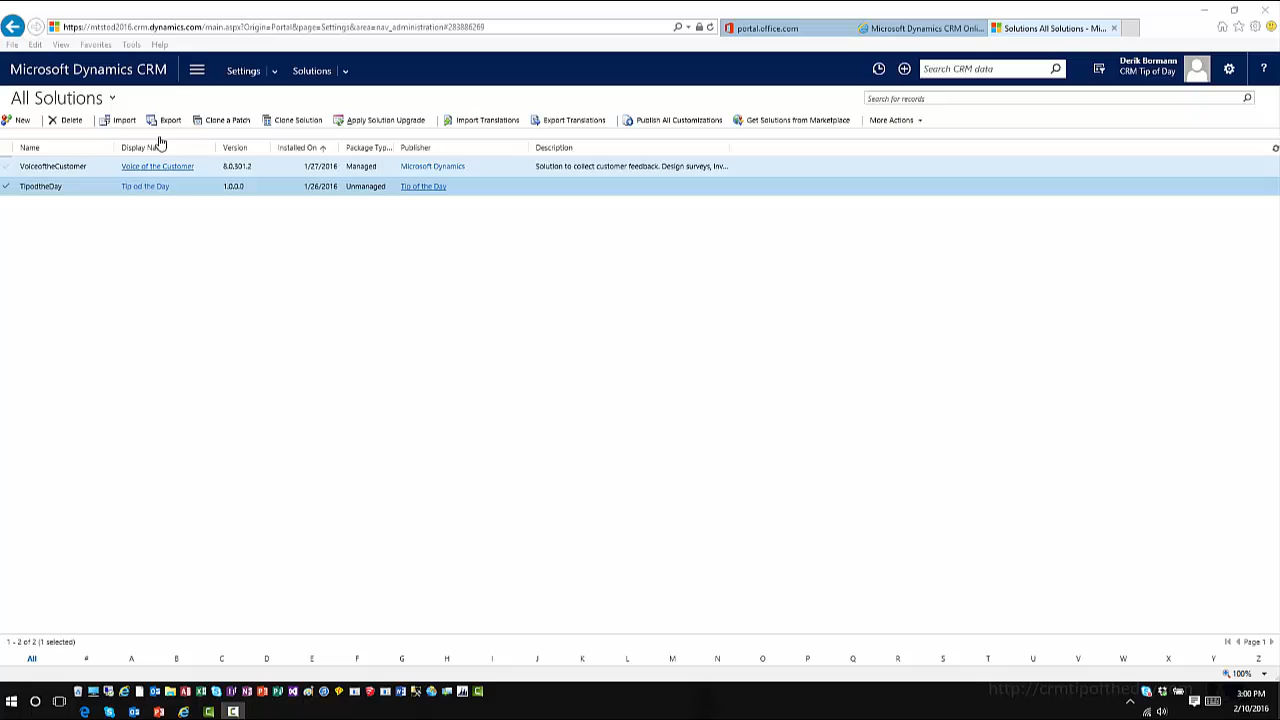 https://mtstod2016.crm.dynamics.com/main.aspx?Origin=Portal&page=Settings&area=nav_administration#283886269
portal.office.com
Microsoft Dynamics CRM Onli...
Solutions All Solutions - Mi...
File Edit View Favorites Tools Help
Microsoft Dynamics CRM
Settings
Solutions
Search CRM data
Derik Bormann
CRM Tip of Day
?
All Solutions
Search for records
New Delete Import Export Clone a Patch Clone Solution Apply Solution Upgrade Import Translations Export Translations Publish All Customizations Get Solutions from Marketplace More Actions
Name Display Na Version Installed On Package Typ... Publisher Description
VoiceoftheCustomer Voice of the Customer 8.0.301.2 1/27/2016 Managed Microsoft Dynamics Solution to collect customer feedback. Design surveys, inv...
TipodtheDay Tip od the Day 1.0.0.0 1/26/2016 Unmanaged Tip of the Day
1 - 2 of 2 (1 selected)
Page 1
All # A B C D E F G H I J K L M N O P Q R S T U V W X Y Z
100%
http://crmtipoftheday.com
3:00 PM
2/10/2016